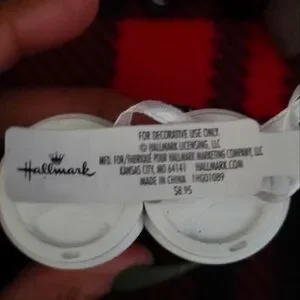 Hallmark
FOR DECORATIVE USE ONLY.
© HALLMARK LICENSING, LLC
MFD. FOR/FABRIQUÉ POUR HALLMARK MARKETING COMPANY, LLC
KANSAS CITY, MO 64141 HALLMARK.COM
MADE IN CHINA 1HGO1089
$8.95